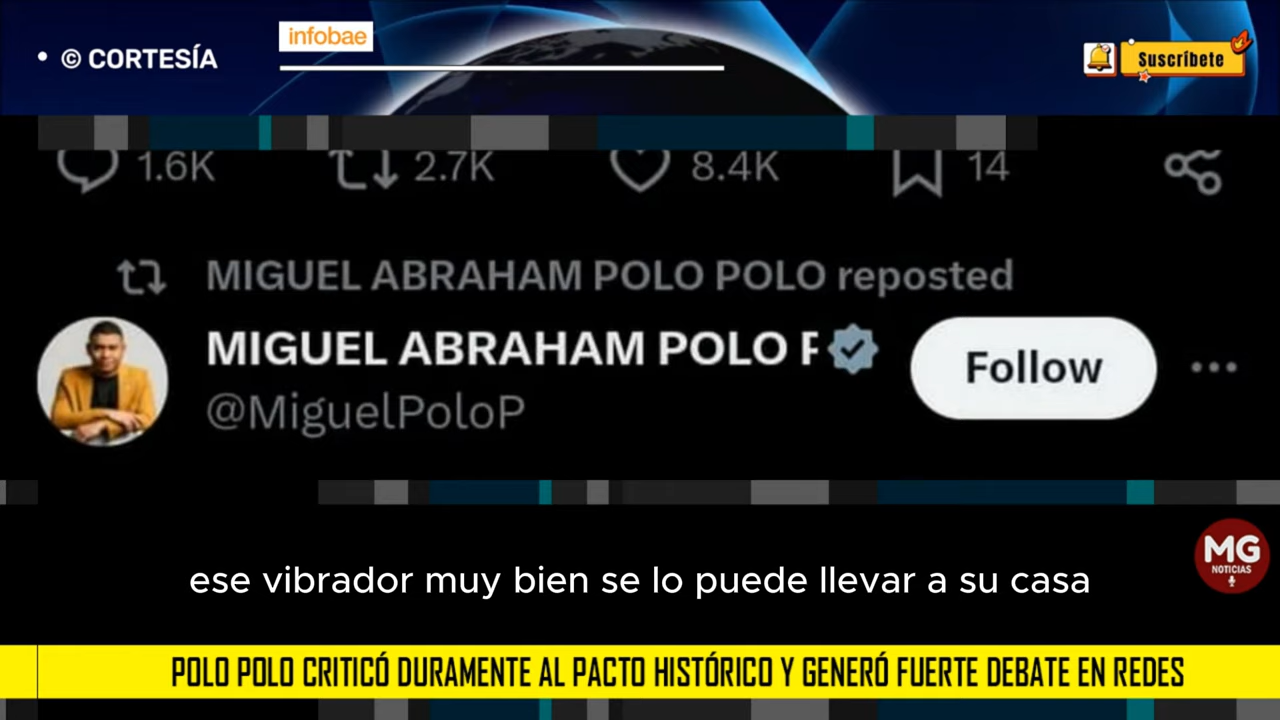 • © CORTESÍA
infobae
Suscríbete
1.6K 2.7K 8.4K 14
MIGUEL ABRAHAM POLO POLO reposted
MIGUEL ABRAHAM POLO P
Follow
@MiguelPoloP
MG
NOTICIAS
ese vibrador muy bien se lo puede llevar a su casa
POLO POLO CRITICÓ DURAMENTE AL PACTO HISTÓRICO Y GENERÓ FUERTE DEBATE EN REDES